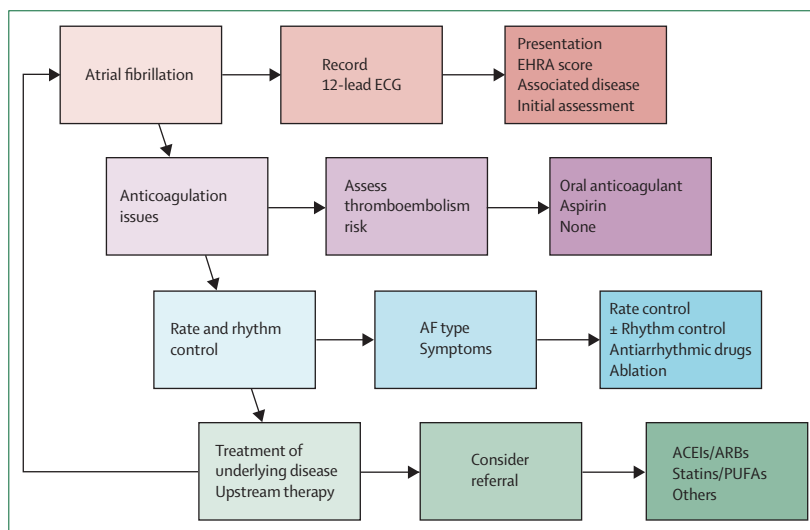 Atrial fibrillation
Record
12-lead ECG
Presentation
EHRA score
Associated disease
Initial assessment
Anticoagulation
issues
Assess
thromboembolism
risk
Oral anticoagulant
Aspirin
None
Rate and rhythm
control
AF type
Symptoms
Rate control
± Rhythm control
Antiarrhythmic drugs
Ablation
Treatment of
underlying disease
Upstream therapy
Consider
referral
ACEIs/ARBs
Statins/PUFAs
Others